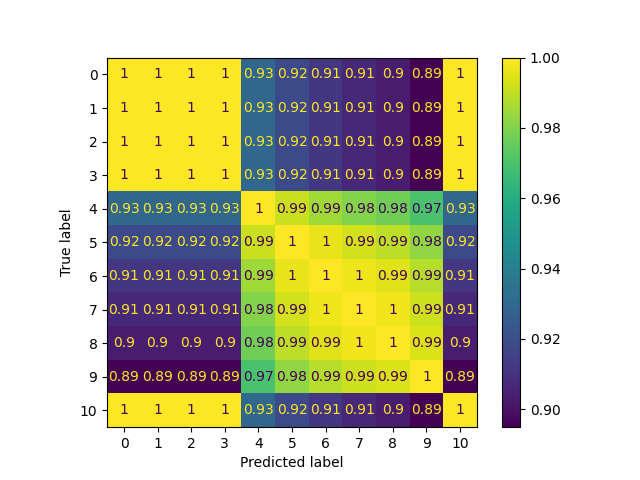 0 1 1 1 1 0.93 0.92 0.91 0.91 0.9 0.89 1
1 1 1 1 1 0.93 0.92 0.91 0.91 0.9 0.89 1
2 1 1 1 1 0.93 0.92 0.91 0.91 0.9 0.89 1
3 1 1 1 1 0.93 0.92 0.91 0.91 0.9 0.89 1
4 0.93 0.93 0.93 0.93 1 0.99 0.99 0.98 0.98 0.97 0.93
5 0.92 0.92 0.92 0.92 0.99 1 1 0.99 0.99 0.98 0.92
6 0.91 0.91 0.91 0.91 0.99 1 1 1 0.99 0.99 0.91
7 0.91 0.91 0.91 0.91 0.98 0.99 1 1 1 0.99 0.91
8 0.9 0.9 0.9 0.9 0.98 0.99 0.99 1 1 0.99 0.9
9 0.89 0.89 0.89 0.89 0.97 0.98 0.99 0.99 0.99 1 0.89
10 1 1 1 1 0.93 0.92 0.91 0.91 0.9 0.89 1
0 1 2 3 4 5 6 7 8 9 10
Predicted label
True label
1.00
0.98
0.96
0.94
0.92
0.90